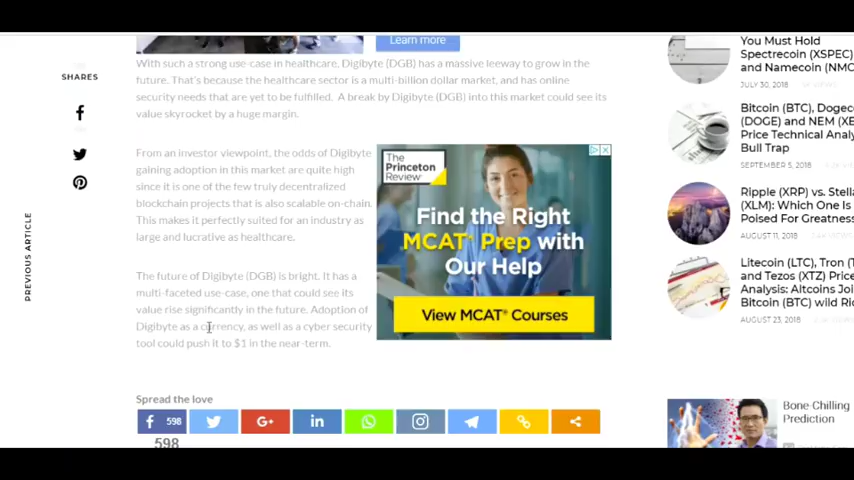 Learn more
With such a strong use-case in healthcare, Digibyte (DGB) has a massive leeway to grow in the
future. That's because the healthcare sector is a multi-billion dollar market, and has online
security needs that are yet to be fulfilled. A break by Digibyte (DGB) into this market could see its
value skyrocket by a huge margin.
From an investor viewpoint, the odds of Digibyte
gaining adoption in this market are quite high
since it is one of the few truly decentralized
blockchain projects that is also scalable on-chain.
This makes it perfectly suited for an industry as
large and lucrative as healthcare.
The future of Digibyte (DGB) is bright. It has a
multi-faceted use-case, one that could see its
value rise significantly in the future. Adoption of
Digibyte as a currency, as well as a cyber security
tool could push it to $1 in the near-term.
SHARES
PREVIOUS ARTICLE
The
Princeton
Review
Find the Right
MCAT® Prep with
Our Help
View MCAT® Courses
Spread the love
598
598
You Must Hold
Spectrecoin (XSPEC)
and Namecoin (NMC
JULY 30, 2018
Bitcoin (BTC), Dogec
(DOGE) and NEM (XE
Price Technical Analy
Bull Trap
SEPTEMBER 5, 2018
Ripple (XRP) vs. Stella
(XLM): Which One Is
Poised For Greatness
AUGUST 11, 2018
Litecoin (LTC), Tron (T
and Tezos (XTZ) Price
Analysis: Altcoins Joi
Bitcoin (BTC) wild Ri
AUGUST 23, 2018
Bone-Chilling
Prediction